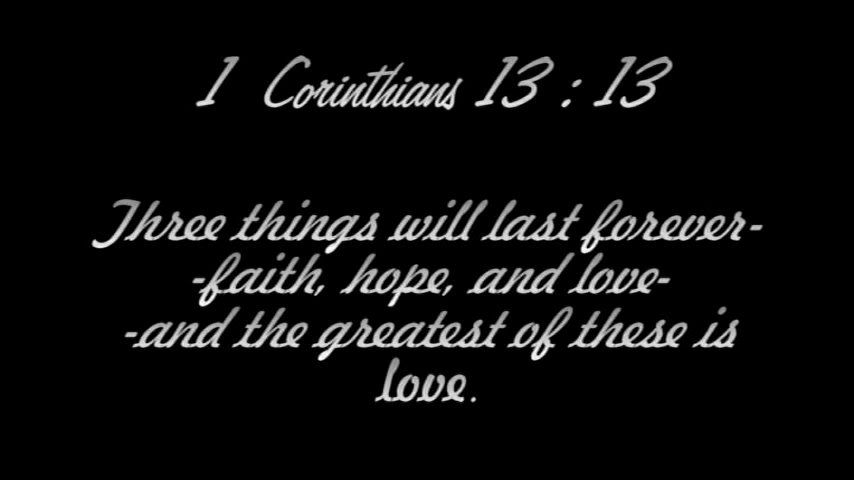 1 Corinthians 13 : 13
Three things will last forever-
-faith, hope, and love-
-and the greatest of these is
love.